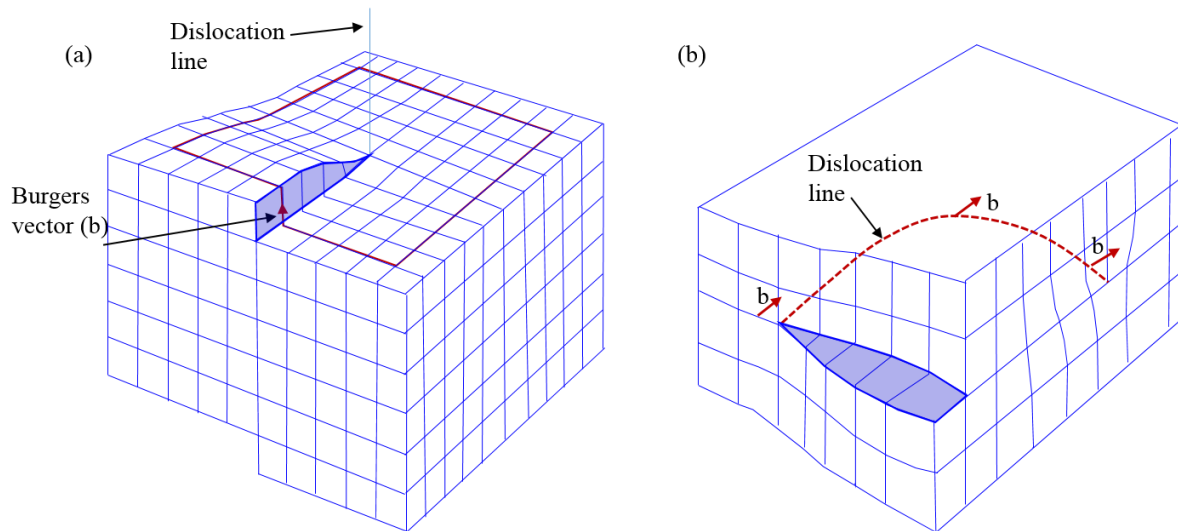 (a)
Dislocation
line
Burgers
vector (b)
(b)
Dislocation
line
b
b
b